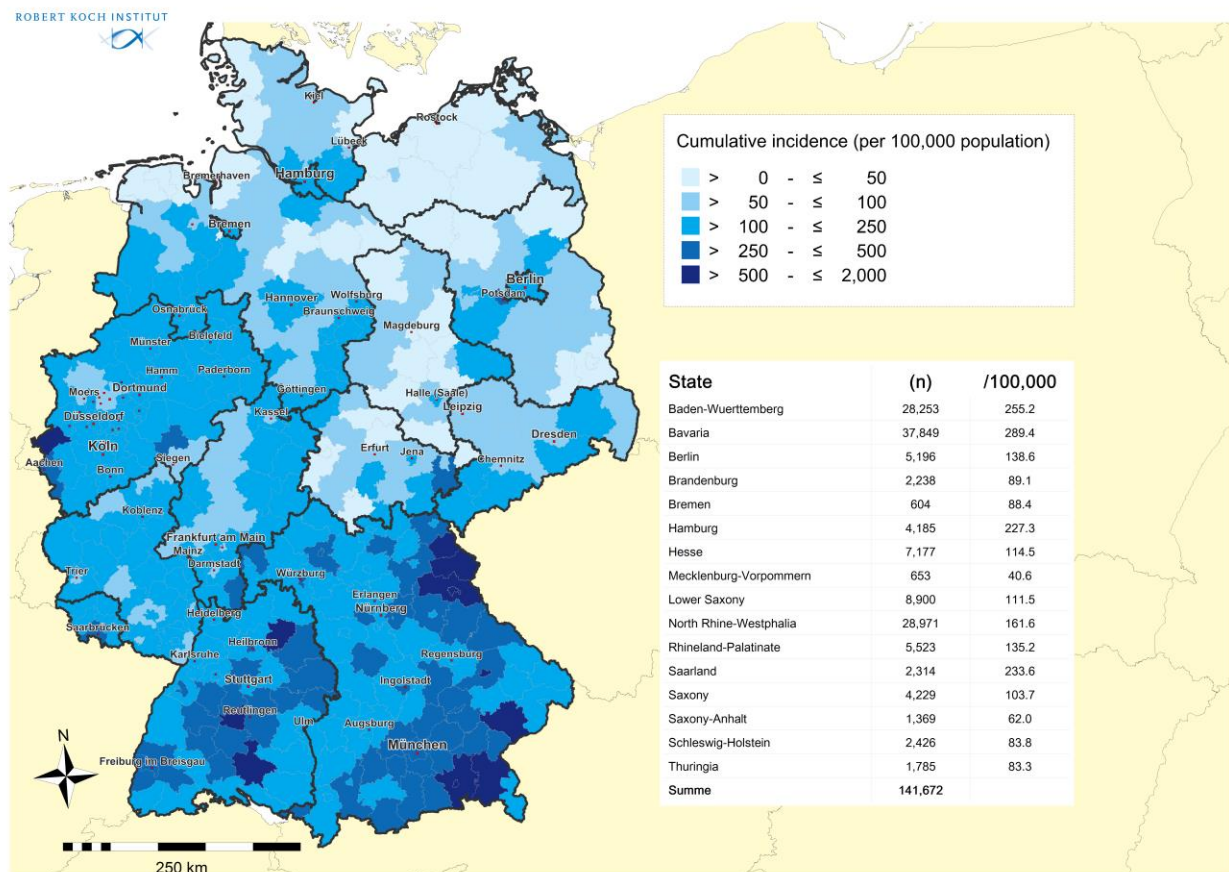 ROBERT KOCH INSTITUT
Kiel
Rostock
Lübeck
Hamburg
Bremerhaven
Bremen
Berlin
Potsdam
Hannover
Wolfsburg
Braunschweig
Osnabrück
Bielefeld
Münster
Magdeburg
Hamm
Paderborn
Moers
Dortmund
Göttingen
Halle (Saale)
Leipzig
Düsseldorf
Kassel
Dresden
Köln
Erfurt
Jena
Chemnitz
Aachen
Siegen
Bonn
Koblenz
Frankfurt am Main
Mainz
Darmstadt
Trier
Würzburg
Erlangen
Nürnberg
Heidelberg
Saarbrücken
Heilbronn
Karlsruhe
Regensburg
Stuttgart
Ingolstadt
Reutlingen
Ulm
Augsburg
München
Freiburg im Breisgau
N
250 km
Cumulative incidence (per 100,000 population)
> 0 - ≤ 50
> 50 - ≤ 100
> 100 - ≤ 250
> 250 - ≤ 500
> 500 - ≤ 2,000
State (n) /100,000
Baden-Wuerttemberg 28,253 255.2
Bavaria 37,849 289.4
Berlin 5,196 138.6
Brandenburg 2,238 89.1
Bremen 604 88.4
Hamburg 4,185 227.3
Hesse 7,177 114.5
Mecklenburg-Vorpommern 653 40.6
Lower Saxony 8,900 111.5
North Rhine-Westphalia 28,971 161.6
Rhineland-Palatinate 5,523 135.2
Saarland 2,314 233.6
Saxony 4,229 103.7
Saxony-Anhalt 1,369 62.0
Schleswig-Holstein 2,426 83.8
Thuringia 1,785 83.3
Summe 141,672